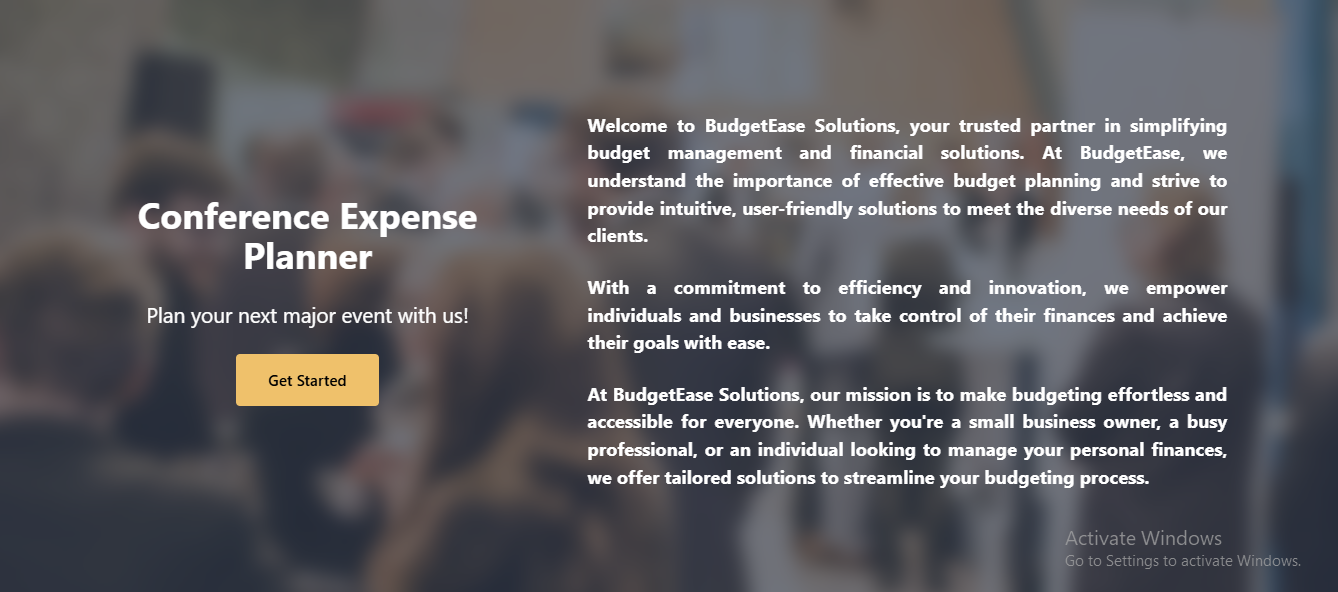 Conference Expense
Planner
Plan your next major event with us!
Get Started
Welcome to BudgetEase Solutions, your trusted partner in simplifying
budget management and financial solutions. At BudgetEase, we
understand the importance of effective budget planning and strive to
provide intuitive, user-friendly solutions to meet the diverse needs of our
clients.
With a commitment to efficiency and innovation, we empower
individuals and businesses to take control of their finances and achieve
their goals with ease.
At BudgetEase Solutions, our mission is to make budgeting effortless and
accessible for everyone. Whether you're a small business owner, a busy
professional, or an individual looking to manage your personal finances,
we offer tailored solutions to streamline your budgeting process.
Activate Windows
Go to Settings to activate Windows.